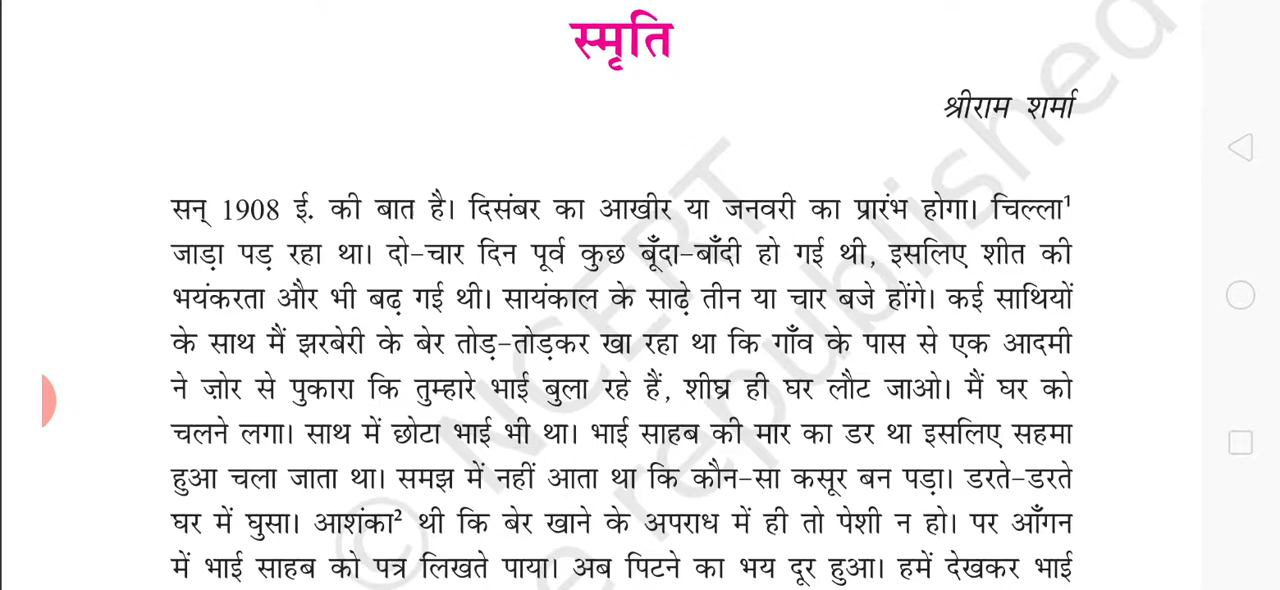 स्मृति
श्रीराम शर्मा
सन् 1908 ई. की बात है। दिसंबर का आखीर या जनवरी का प्रारंभ होगा। चिल्ला¹
जाड़ा पड़ रहा था। दो-चार दिन पूर्व कुछ बूँदा-बाँदी हो गई थी, इसलिए शीत की
भयंकरता और भी बढ़ गई थी। सायंकाल के साढ़े तीन या चार बजे होंगे। कई साथियों
के साथ मैं झरबेरी के बेर तोड़-तोड़कर खा रहा था कि गाँव के पास से एक आदमी
ने ज़ोर से पुकारा कि तुम्हारे भाई बुला रहे हैं, शीघ्र ही घर लौट जाओ। मैं घर को
चलने लगा। साथ में छोटा भाई भी था। भाई साहब की मार का डर था इसलिए सहमा
हुआ चला जाता था। समझ में नहीं आता था कि कौन-सा कसूर बन पड़ा। डरते-डरते
घर में घुसा। आशंका² थी कि बेर खाने के अपराध में ही तो पेशी न हो। पर आँगन
में भाई साहब को पत्र लिखते पाया। अब पिटने का भय दूर हुआ। हमें देखकर भाई
© NCERT
republished